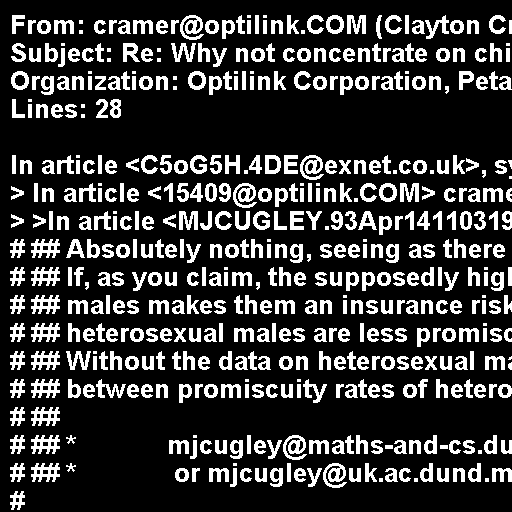 From: cramer@optilink.COM (Clayton Cr
Subject: Re: Why not concentrate on chi
Organization: Optilink Corporation, Peta
Lines: 28

In article <C5oG5H.4DE@exnet.co.uk>, sy
> In article <15409@optilink.COM> crame
> >In article <MJCUGLEY.93Apr14110319
# ## Absolutely nothing, seeing as there
# ## If, as you claim, the supposedly high
# ## males makes them an insurance risk
# ## heterosexual males are less promisc
# ## Without the data on heterosexual ma
# ## between promiscuity rates of hetero
# ##
# ## * mjcugley@maths-and-cs.du
# ## * or mjcugley@uk.ac.dund.m
#